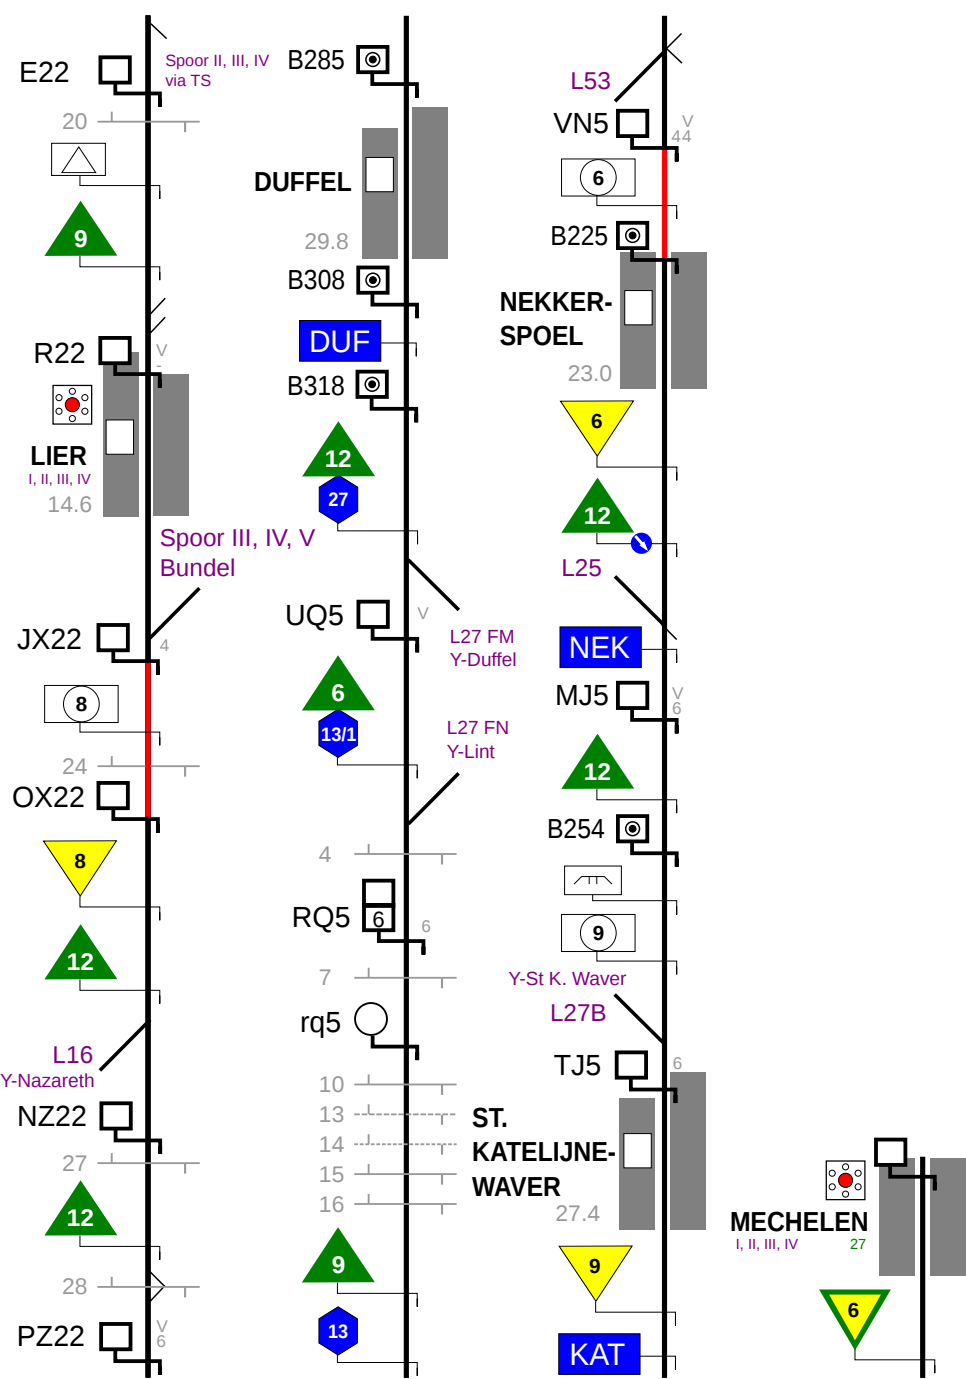 E22
Spoor II, III, IV
via TS
20
9
R22
V
-
LIER
I, II, III, IV
14.6
Spoor III, IV, V
Bundel
JX22
4
8
24
OX22
8
12
L16
Y-Nazareth
NZ22
27
12
28
PZ22
V
6
B285
DUFFEL
29.8
B308
DUF
B318
12
27
UQ5
V
L27 FM
Y-Duffel
6
13/1
L27 FN
Y-Lint
4
RQ5
6
6
7
rq5
10
13
14
15
16
9
13
L53
VN5
V
44
6
B225
NEKKER-
SPOEL
23.0
6
12
L25
NEK
MJ5
V
6
12
B254
9
Y-St K. Waver
L27B
TJ5
6
ST.
KATELIJNE-
WAVER
27.4
9
KAT
MECHELEN
I, II, III, IV
27
6